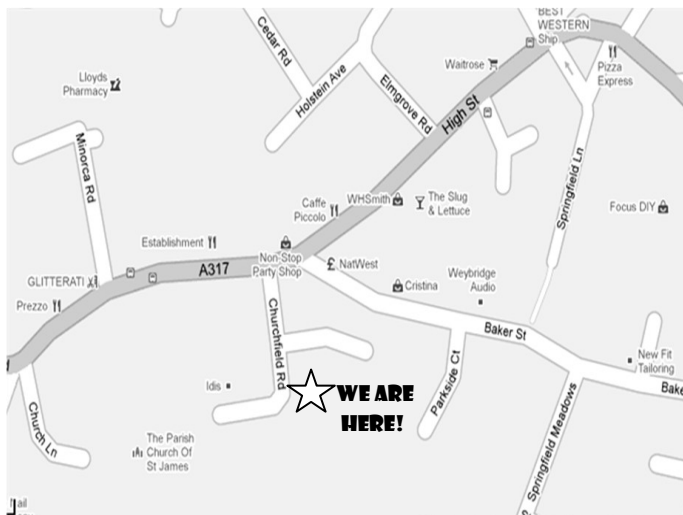 BEST
WESTERN
Ship
Cedar Rd
Waitrose
Pizza
Express
Lloyds
Pharmacy
Holstein Ave
Elmgrove Rd
High St
Minorca Rd
Springfield Ln
WHSmith
The Slug
& Lettuce
Caffe
Piccolo
Focus DIY
Establishment
Non-Stop
Party Shop
NatWest
A317
GLITTERATI
Cristina
Weybridge
Audio
Prezzo
Churchfield Rd
Baker St
New Fit
Tailoring
Idis
WE ARE
HERE!
Parkside Ct
Bake
Church Ln
Springfield Meadows
The Parish
Church Of
St James